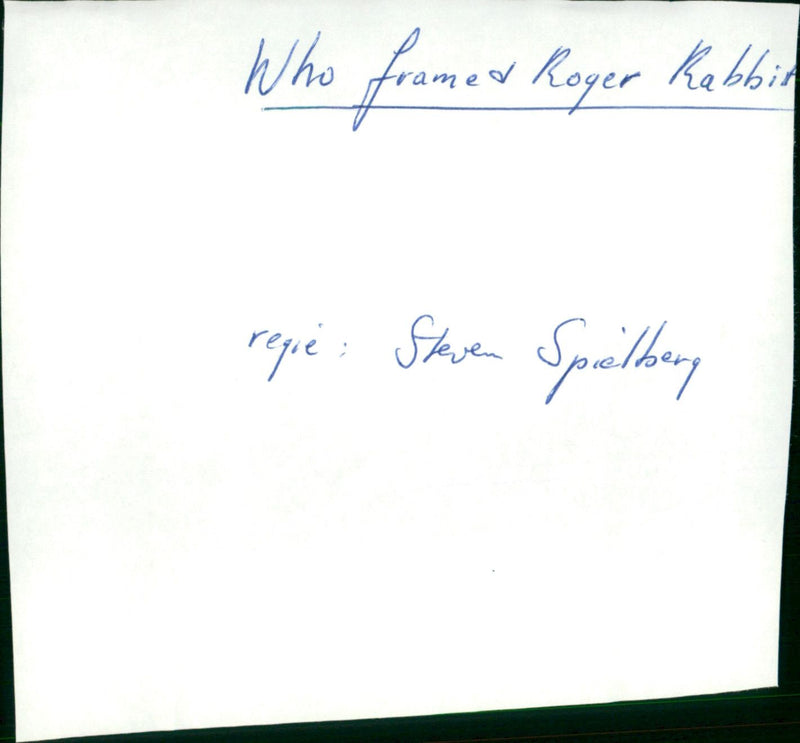 Who framed Roger Rabbit
regie: Steven Spielberg